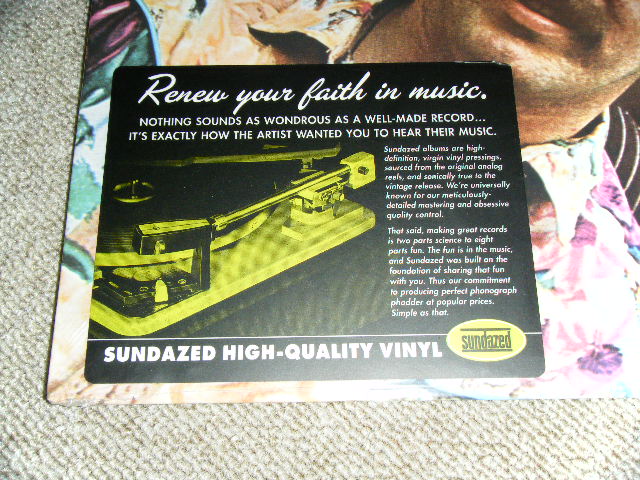 Renew your faith in music.
NOTHING SOUNDS AS WONDROUS AS A WELL-MADE RECORD...
IT'S EXACTLY HOW THE ARTIST WANTED YOU TO HEAR THEIR MUSIC.
Sundazed albums are high-
definition, virgin vinyl pressings,
sourced from the original analog
reels, and sonically true to the
vintage release. We're universally
known for our meticulously-
detailed mastering and obsessive
quality control.
That said, making great records
is two parts science to eight
parts fun. The fun is in the music,
and Sundazed was built on the
foundation of sharing that fun
with you. Thus our commitment
to producing perfect phonograph
phadder at popular prices.
Simple as that.
SUNDAZED HIGH-QUALITY VINYL
sundazed